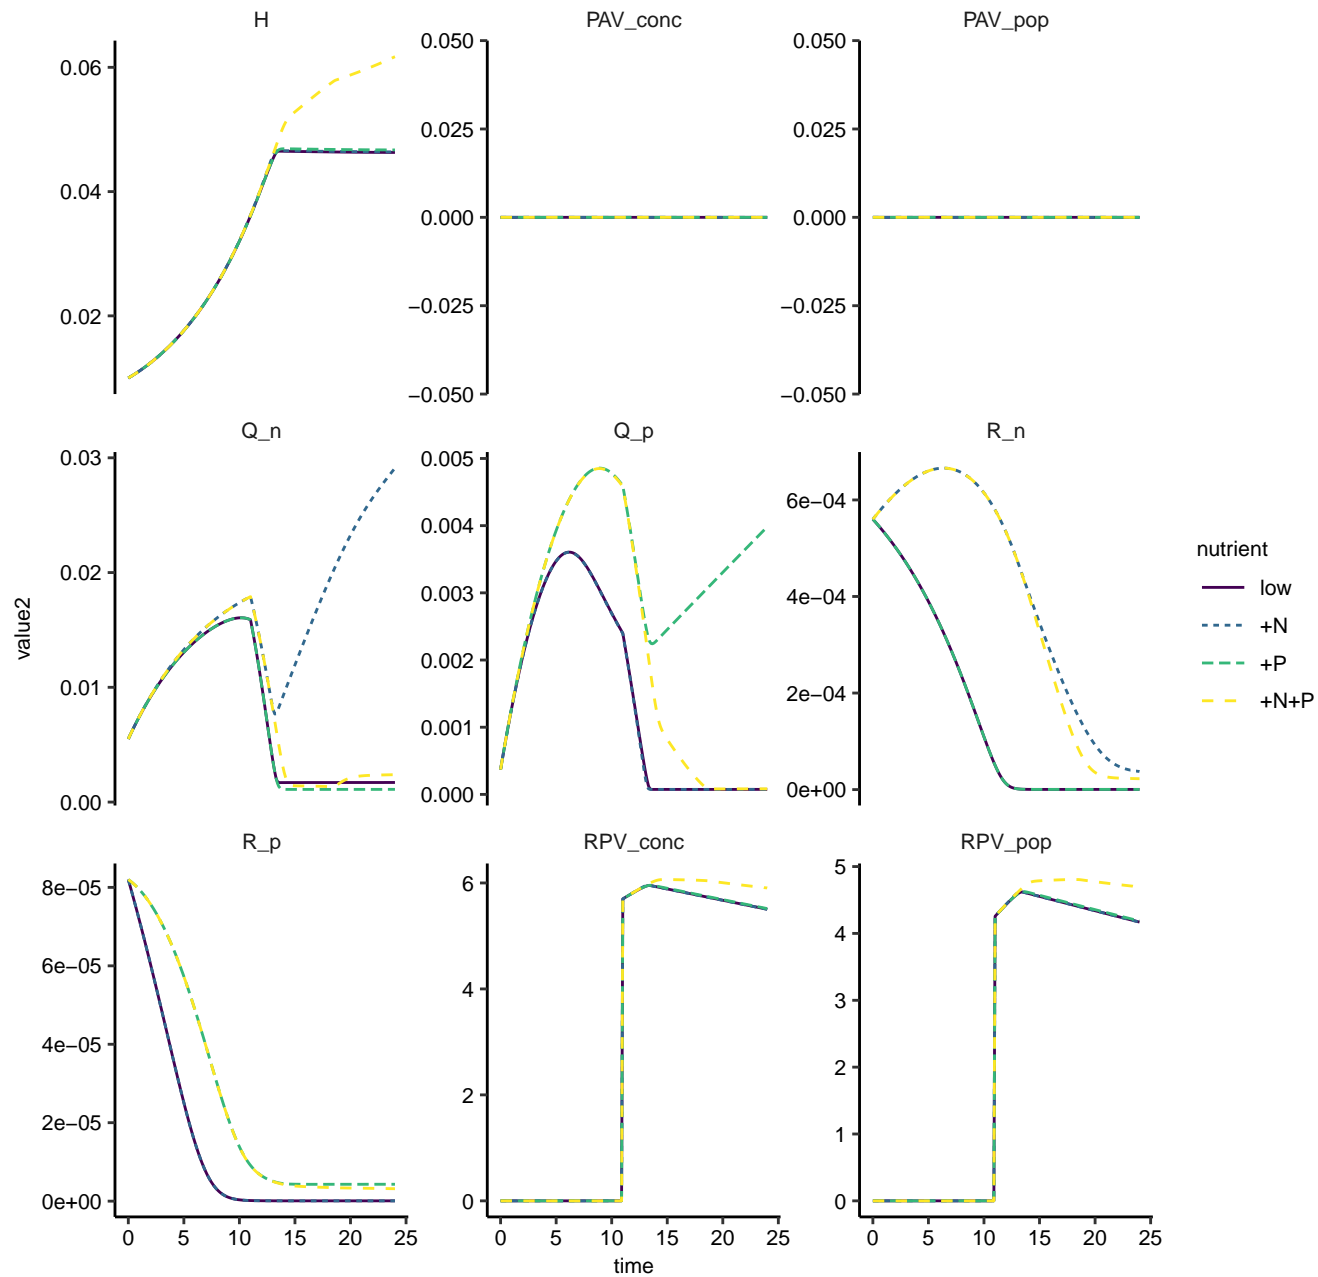 H
PAV_conc
PAV_pop
0.06
0.04
0.02
0.050
0.025
0.000
−0.025
−0.050
0.050
0.025
0.000
−0.025
−0.050
Q_n
Q_p
R_n
0.03
0.02
0.01
0.00
0.005
0.004
0.003
0.002
0.001
0.000
6e−04
4e−04
2e−04
0e+00
R_p
RPV_conc
RPV_pop
8e−05
6e−05
4e−05
2e−05
0e+00
6
4
2
0
5
4
3
2
1
0
0 5 10 15 20 25
0 5 10 15 20 25
0 5 10 15 20 25
time
value2
nutrient
low
+N
+P
+N+P